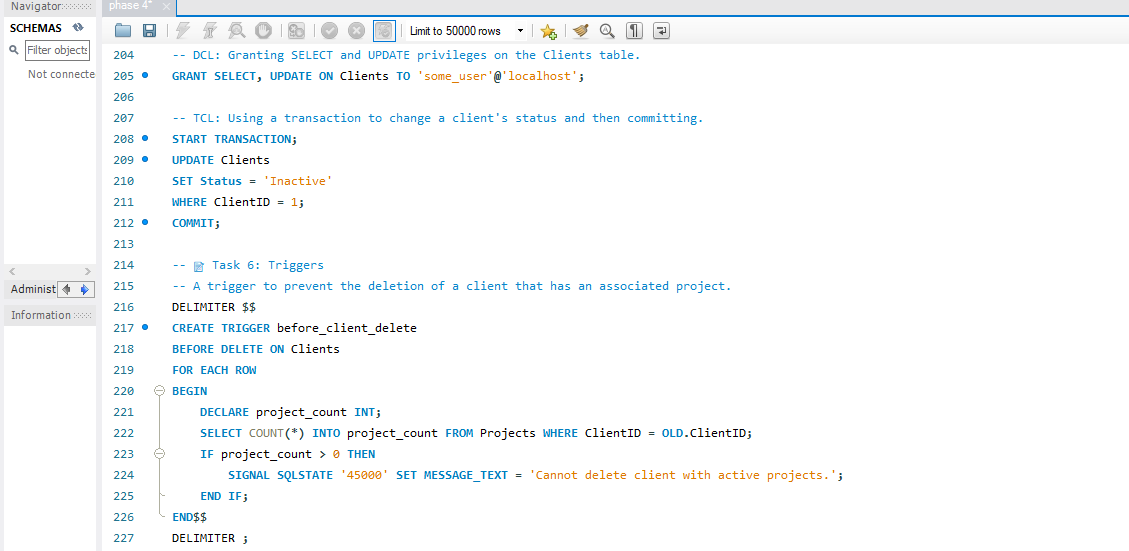 Navigator
phase 4*
SCHEMAS
Limit to 50000 rows
Filter objects
Not connecte
Administ
Information
204 -- DCL: Granting SELECT and UPDATE privileges on the Clients table.
205 GRANT SELECT, UPDATE ON Clients TO 'some_user'@'localhost';
206
207 -- TCL: Using a transaction to change a client's status and then committing.
208 START TRANSACTION;
209 UPDATE Clients
210 SET Status = 'Inactive'
211 WHERE ClientID = 1;
212 COMMIT;
213
214 -- Task 6: Triggers
215 -- A trigger to prevent the deletion of a client that has an associated project.
216 DELIMITER $$
217 CREATE TRIGGER before_client_delete
218 BEFORE DELETE ON Clients
219 FOR EACH ROW
220 BEGIN
221 DECLARE project_count INT;
222 SELECT COUNT(*) INTO project_count FROM Projects WHERE ClientID = OLD.ClientID;
223 IF project_count > 0 THEN
224 SIGNAL SQLSTATE '45000' SET MESSAGE_TEXT = 'Cannot delete client with active projects.';
225 END IF;
226 END$$
227 DELIMITER ;